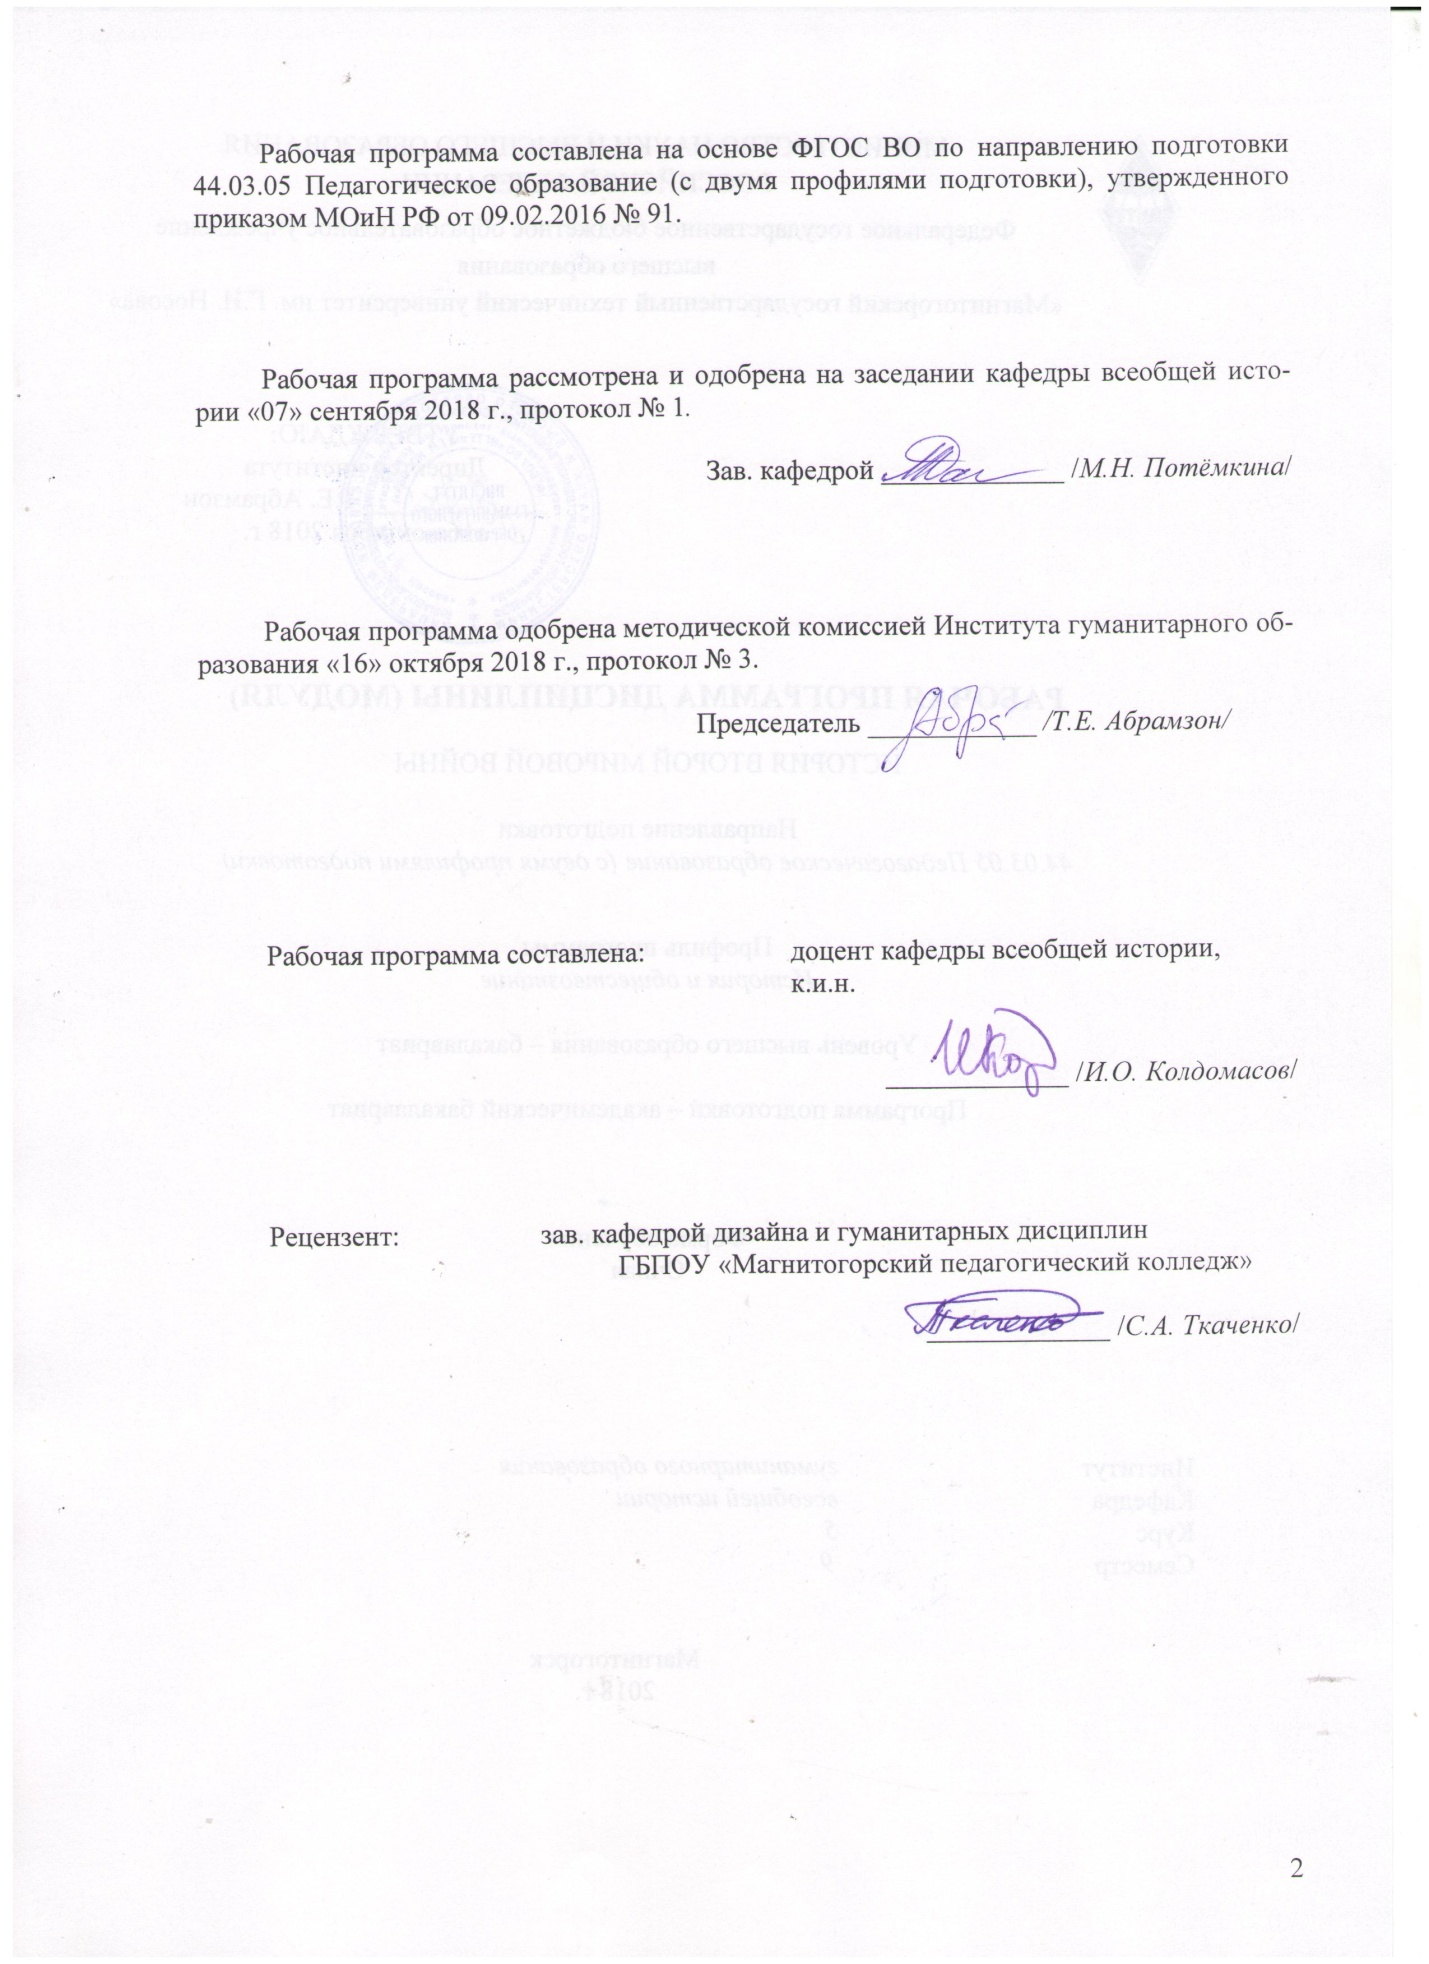 Рабочая программа составлена на основе ФГОС ВО по направлению подготовки
44.03.05 Педагогическое образование (с двумя профилями подготовки), утвержденного
приказом МОиН РФ от 09.02.2016 № 91.
Рабочая программа рассмотрена и одобрена на заседании кафедры всеобщей исто-
рии «07» сентября 2018 г., протокол № 1.
Зав. кафедрой _____________ /М.Н. Потёмкина/
Рабочая программа одобрена методической комиссией Института гуманитарного об-
разования «16» октября 2018 г., протокол № 3.
Председатель ____________ /Т.Е. Абрамзон/
Рабочая программа составлена: доцент кафедры всеобщей истории,
к.и.н.
_____________ /И.О. Колдомасов/
Рецензент: зав. кафедрой дизайна и гуманитарных дисциплин
ГБПОУ «Магнитогорский педагогический колледж»
_____________ /С.А. Ткаченко/
2